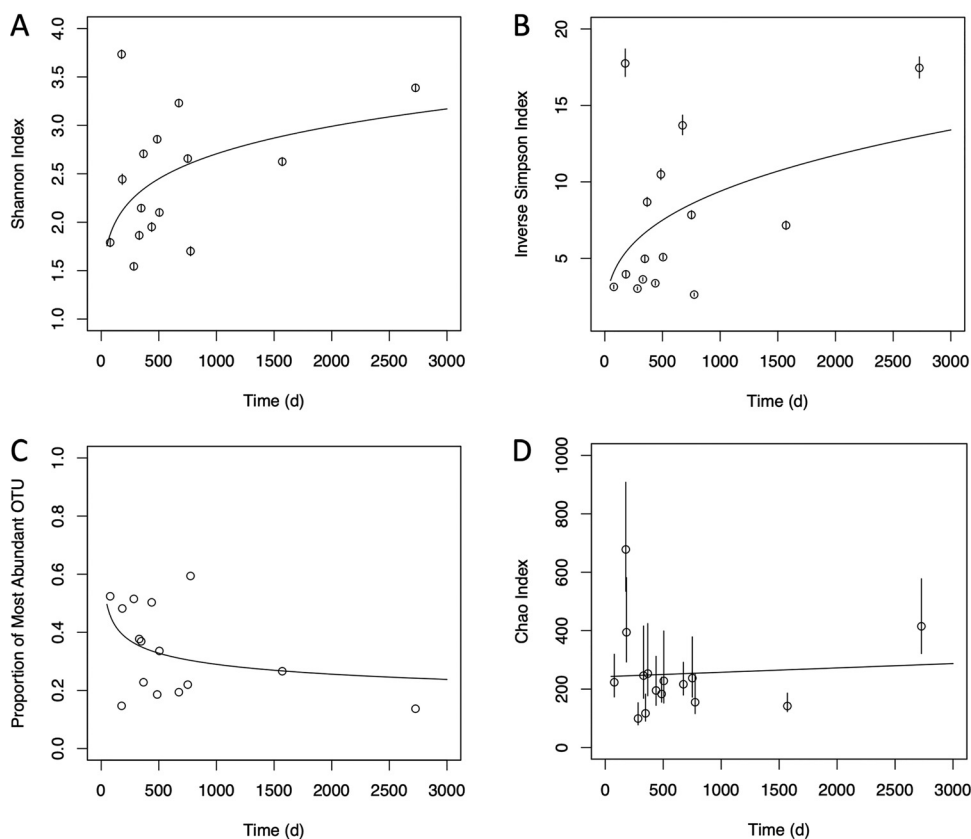 A
Shannon Index
4.0
3.5
3.0
2.5
2.0
1.5
1.0
0 500 1000 1500 2000 2500 3000
Time (d)
B
Inverse Simpson Index
20
15
10
5
0 500 1000 1500 2000 2500 3000
Time (d)
C
Proportion of Most Abundant OTU
1.0
0.8
0.6
0.4
0.2
0.0
0 500 1000 1500 2000 2500 3000
Time (d)
D
Chao Index
1000
800
600
400
200
0
0 500 1000 1500 2000 2500 3000
Time (d)